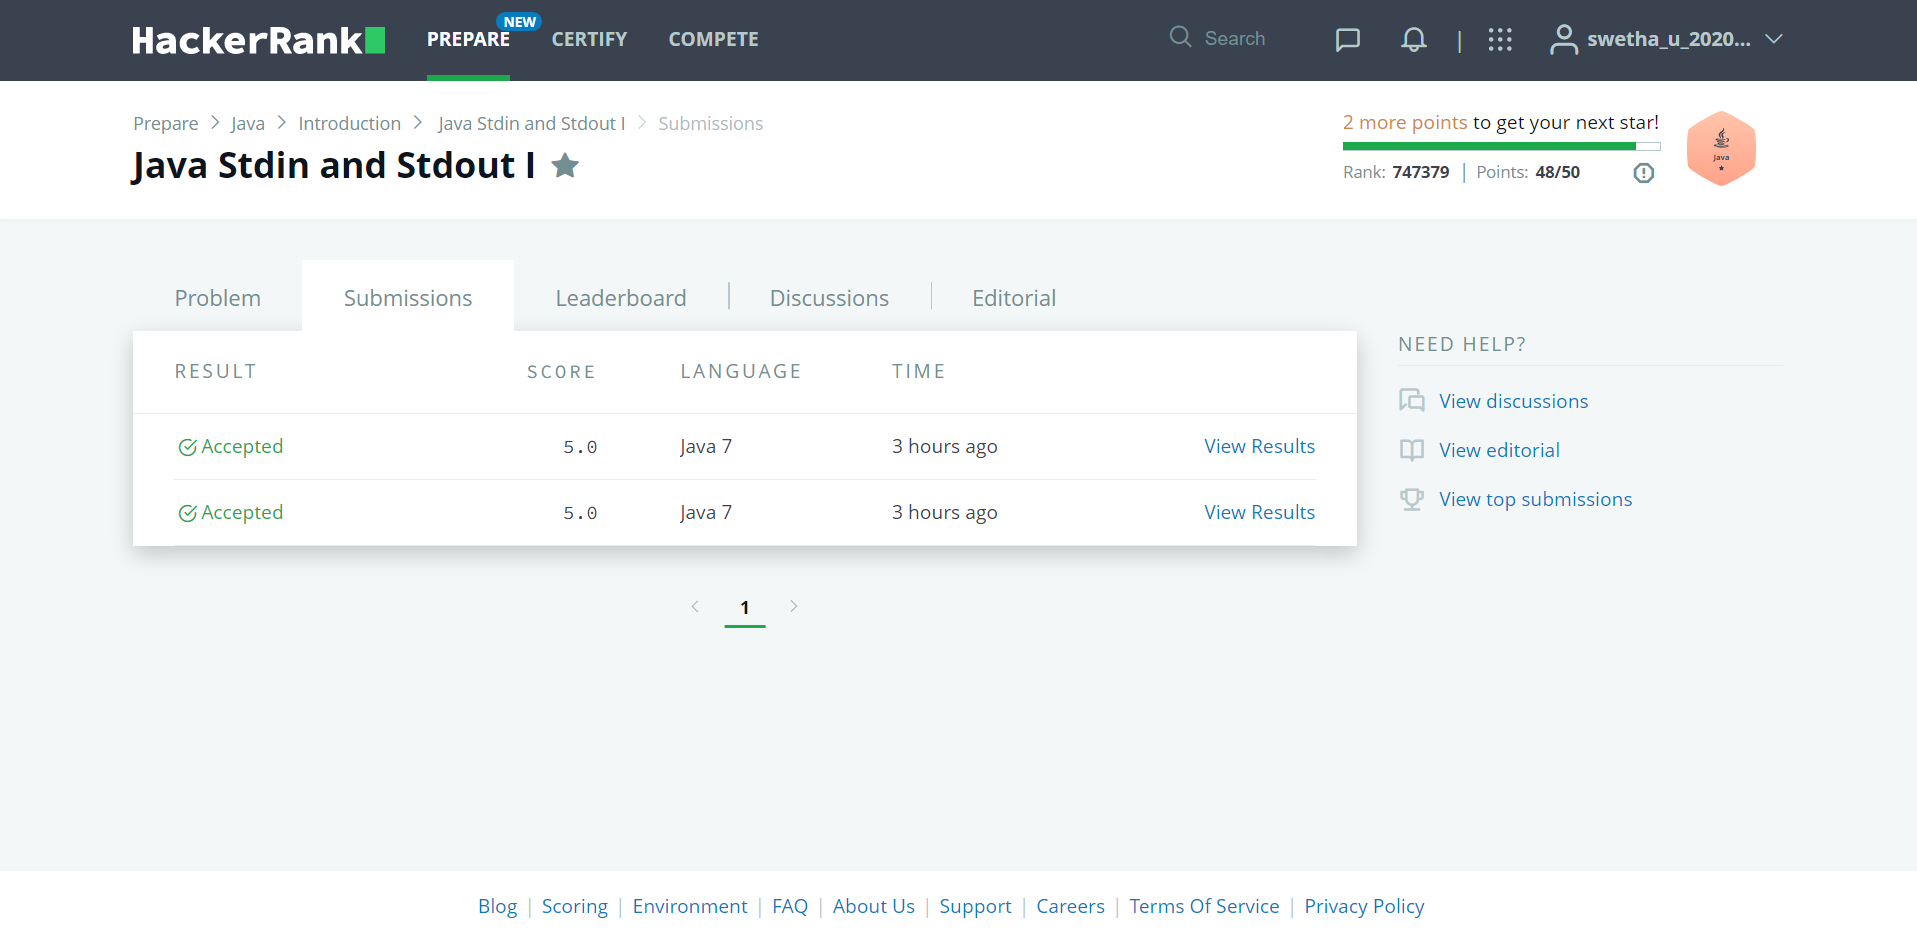 HackerRank
PREPARE
NEW
CERTIFY
COMPETE
Search
|
swetha_u_2020...
Prepare > Java > Introduction > Java Stdin and Stdout I > Submissions
Java Stdin and Stdout I
2 more points to get your next star!
Rank: 747379 | Points: 48/50
Java
Problem
Submissions
Leaderboard
Discussions
Editorial
RESULT SCORE LANGUAGE TIME
Accepted 5.0 Java 7 3 hours ago View Results
Accepted 5.0 Java 7 3 hours ago View Results
1
NEED HELP?
View discussions
View editorial
View top submissions
Blog | Scoring | Environment | FAQ | About Us | Support | Careers | Terms Of Service | Privacy Policy